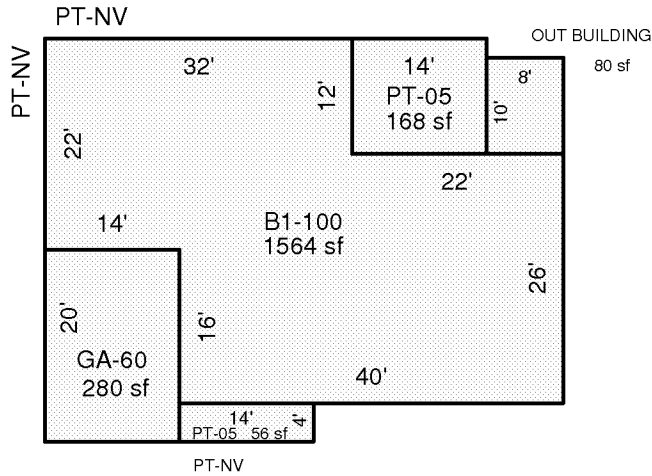 PT-NV
OUT BUILDING
80 sf
PT-NV
32'
12'
14'
PT-05
168 sf
8'
10'
22'
22'
14'
B1-100
1564 sf
26'
20'
16'
GA-60
280 sf
40'
14'
4'
PT-05 56 sf
PT-NV